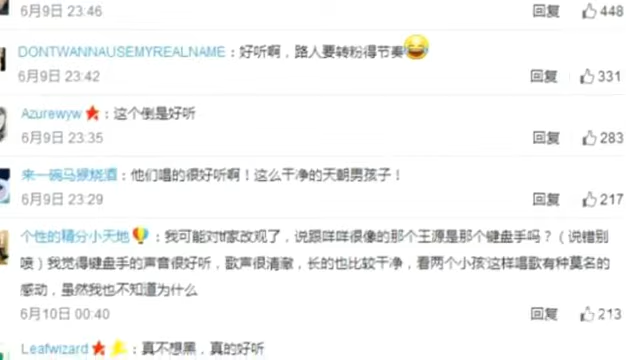 6月9日 23:46 回复 448
DONTWANNAUSEMYREALNAME：好听啊，路人要转粉得节奏😂
6月9日 23:42 回复 331
Azurewyw：这个倒是好听
6月9日 23:35 回复 283
来一碗马猴烧酒：他们唱的很好听啊！这么干净的天朝男孩子！
6月9日 23:29 回复 217
个性的精分小天地：我可能对tf家改观了，说跟咩咩很像的那个王源是那个键盘手吗？（说错别
喷）我觉得键盘手的声音很好听，歌声很清澈，长的也比较干净，看两个小孩这样唱歌有种莫名的
感动，虽然我也不知道为什么
6月10日 00:40 回复 213
Leafwizard：真不想黑，真的好听